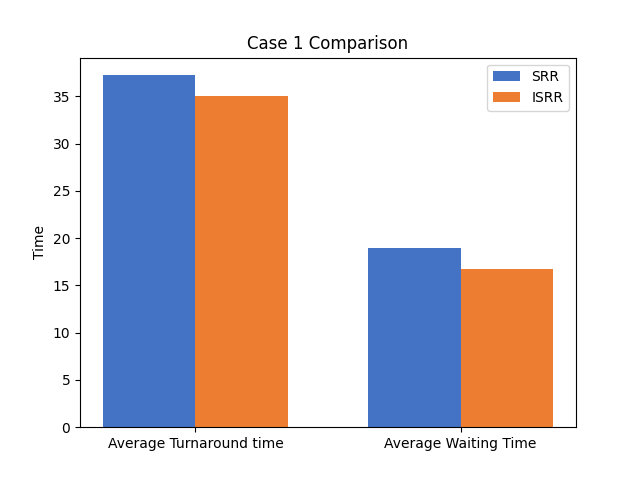 Case 1 Comparison
SRR
ISRR
Time
35
30
25
20
15
10
5
0
Average Turnaround time
Average Waiting Time